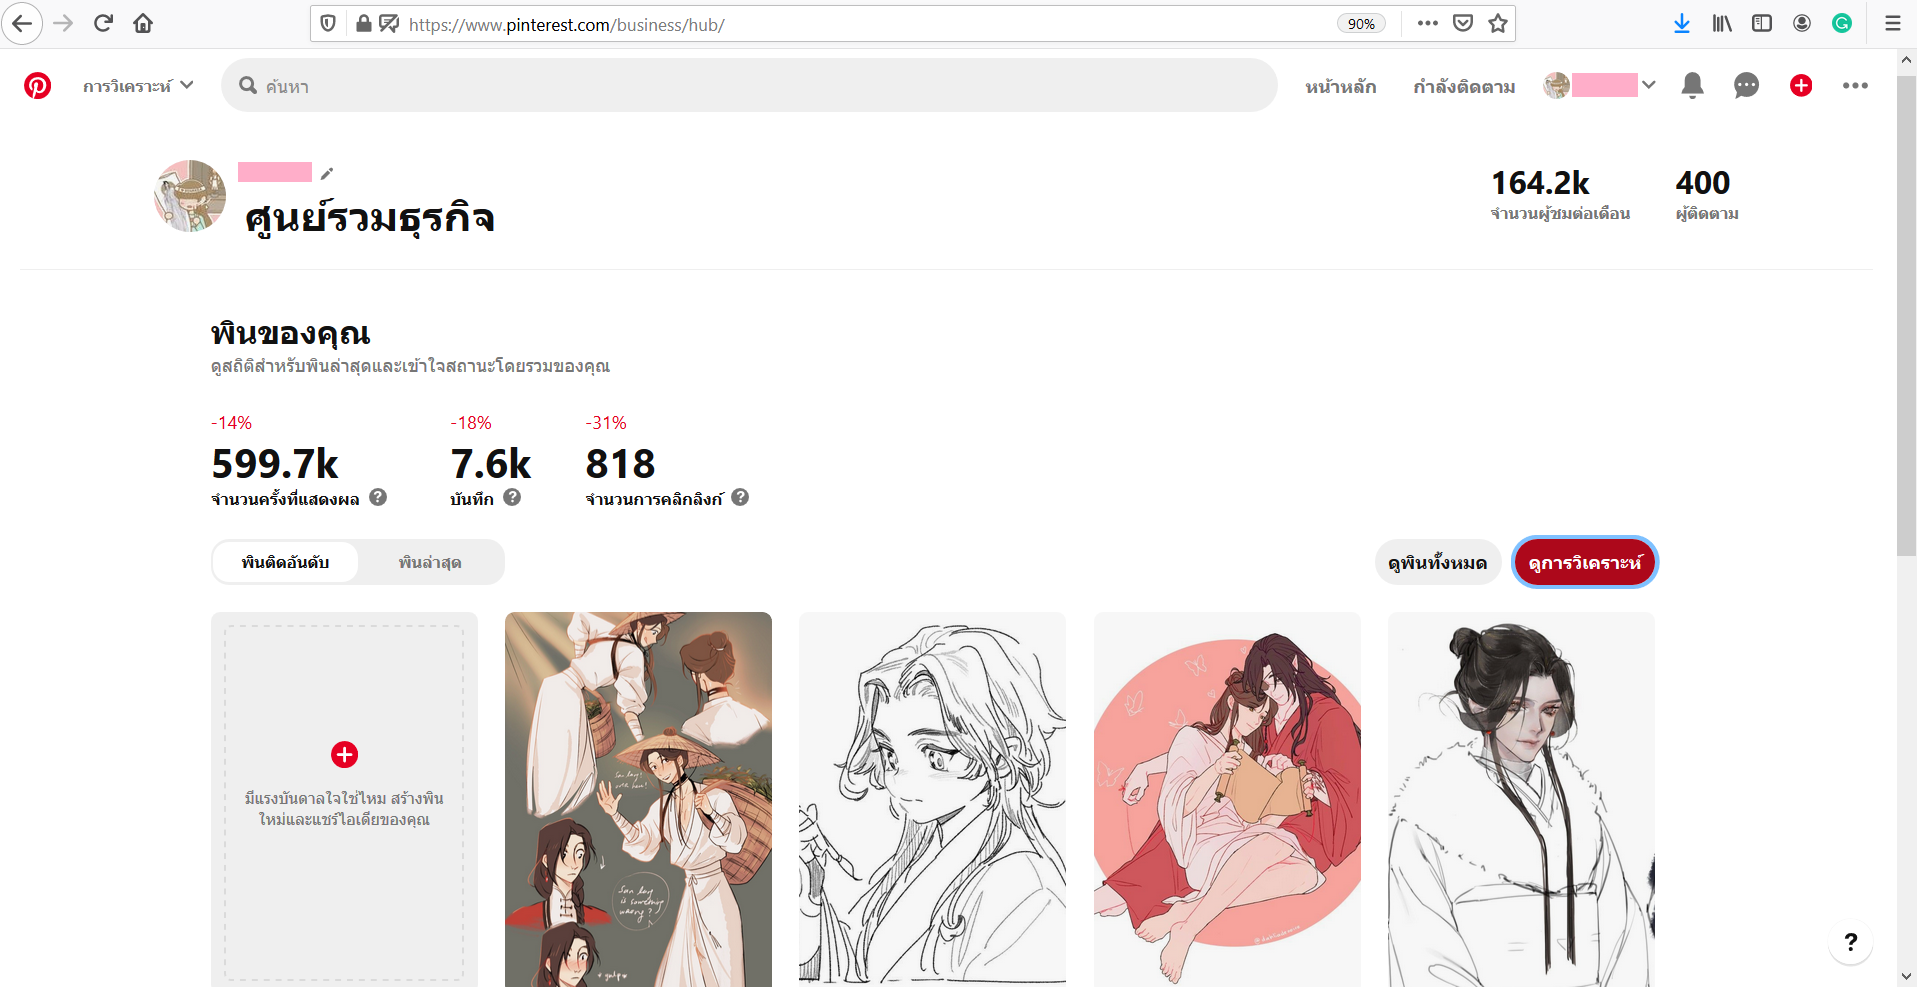 https://www.pinterest.com/business/hub/
90%
การวิเคราะห์
ค้นหา
หน้าหลัก
กำลังติดตาม
ศูนย์รวมธุรกิจ
164.2k
จำนวนผู้ชมต่อเดือน
400
ผู้ติดตาม
พินของคุณ
ดูสถิติสำหรับพินล่าสุดและเข้าใจสถานะโดยรวมของคุณ
-14%
599.7k
จำนวนครั้งที่แสดงผล
-18%
7.6k
บันทึก
-31%
818
จำนวนการคลิกลิงก์
พินติดอันดับ
พินล่าสุด
ดูพินทั้งหมด
ดูการวิเคราะห์
มีแรงบันดาลใจใช่ไหม สร้างพิน
ใหม่และแชร์ไอเดียของคุณ
San lang
is something
wrong?
gulp
?